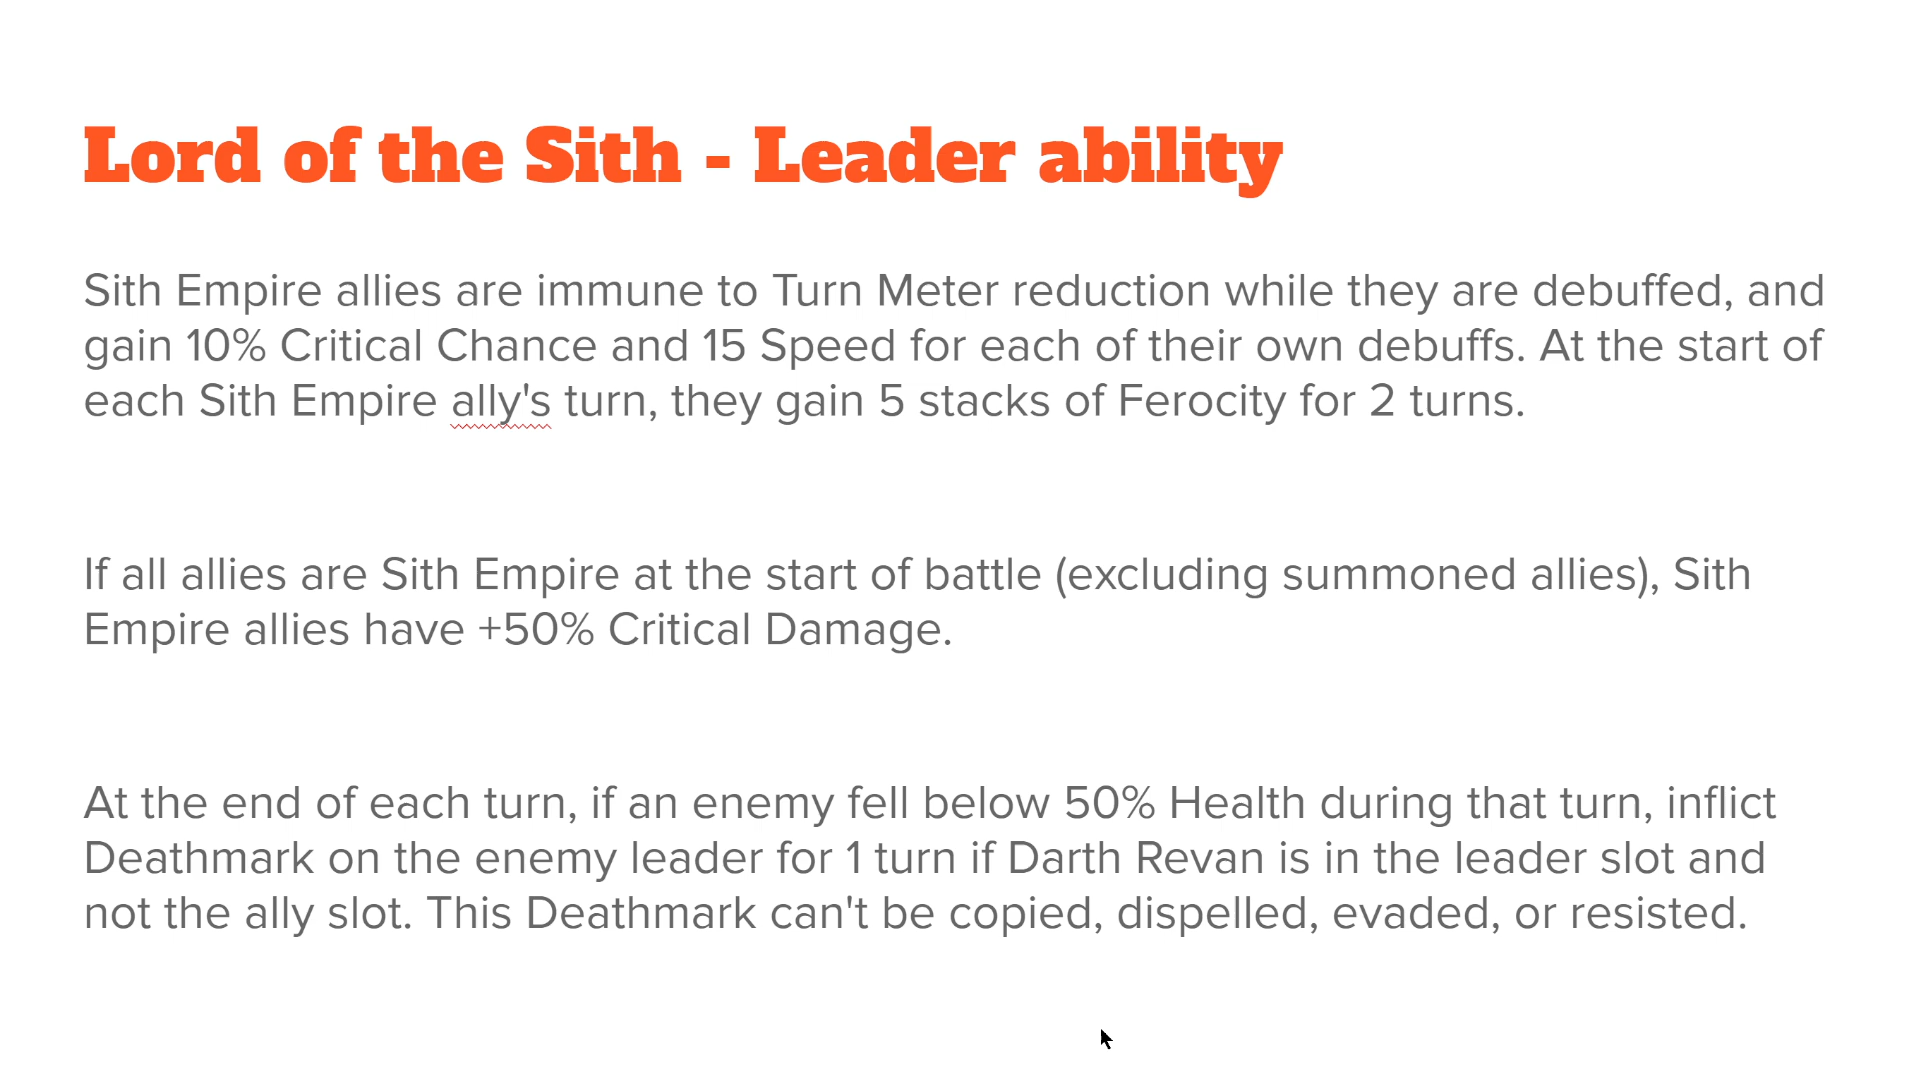 Lord of the Sith - Leader ability
Sith Empire allies are immune to Turn Meter reduction while they are debuffed, and
gain 10% Critical Chance and 15 Speed for each of their own debuffs. At the start of
each Sith Empire ally's turn, they gain 5 stacks of Ferocity for 2 turns.
If all allies are Sith Empire at the start of battle (excluding summoned allies), Sith
Empire allies have +50% Critical Damage.
At the end of each turn, if an enemy fell below 50% Health during that turn, inflict
Deathmark on the enemy leader for 1 turn if Darth Revan is in the leader slot and
not the ally slot. This Deathmark can't be copied, dispelled, evaded, or resisted.